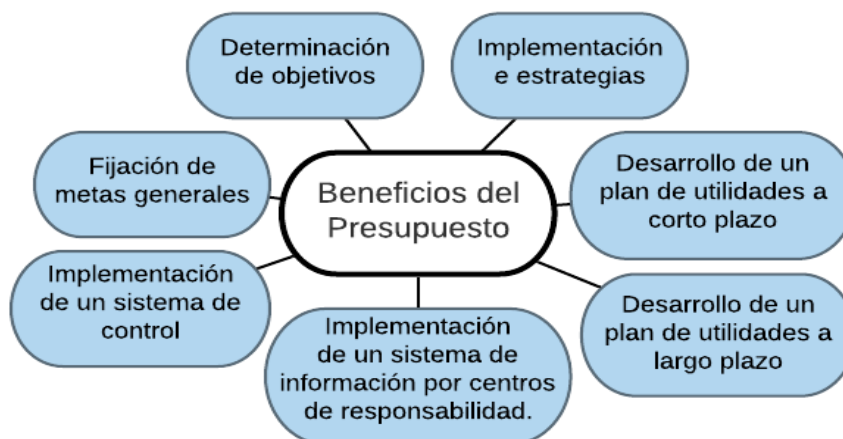 Determinación
de objetivos
Implementación
e estrategias
Fijación de
metas generales
Beneficios del
Presupuesto
Desarrollo de un
plan de utilidades a
corto plazo
Implementación
de un sistema de
control
Implementación
de un sistema de
información por centros
de responsabilidad.
Desarrollo de un
plan de utilidades a
largo plazo